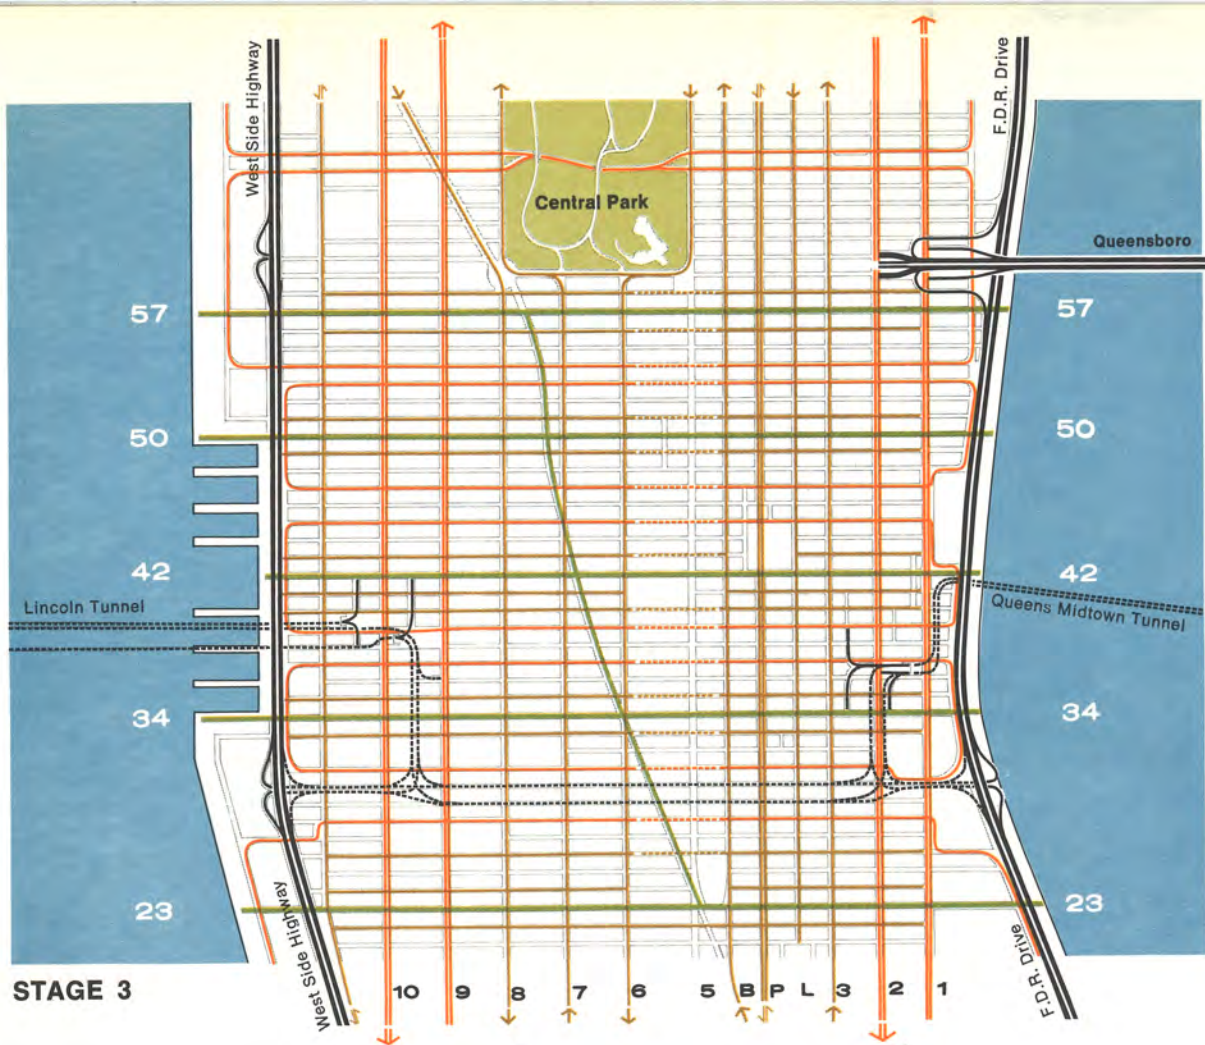 West Side Highway
F.D.R. Drive
Central Park
Queensboro
57
57
50
50
42
42
Lincoln Tunnel
Queens Midtown Tunnel
34
34
23
23
West Side Highway
F.D.R. Drive
STAGE 3
10 9 8 7 6 5 B P L 3 2 1